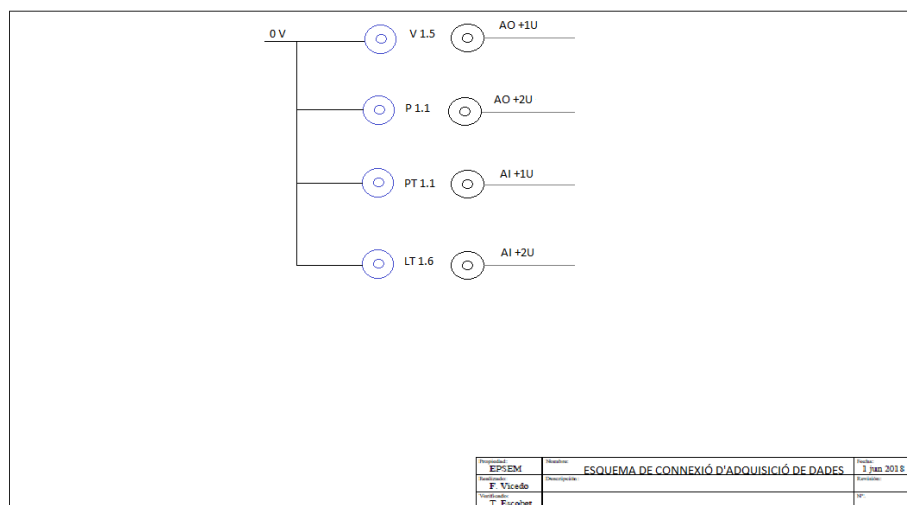 0 V
V 1.5
AO +1U
P 1.1
AO +2U
PT 1.1
AI +1U
LT 1.6
AI +2U
Propiedad:
EPSEM
Nombre:
ESQUEMA DE CONNEXIÓ D'ADQUISICIÓ DE DADES
Fecha:
1 jun 2018
Realizado:
F. Vicedo
Descripción:
Revisión:
Verificado:
T. Escobet
Nº: